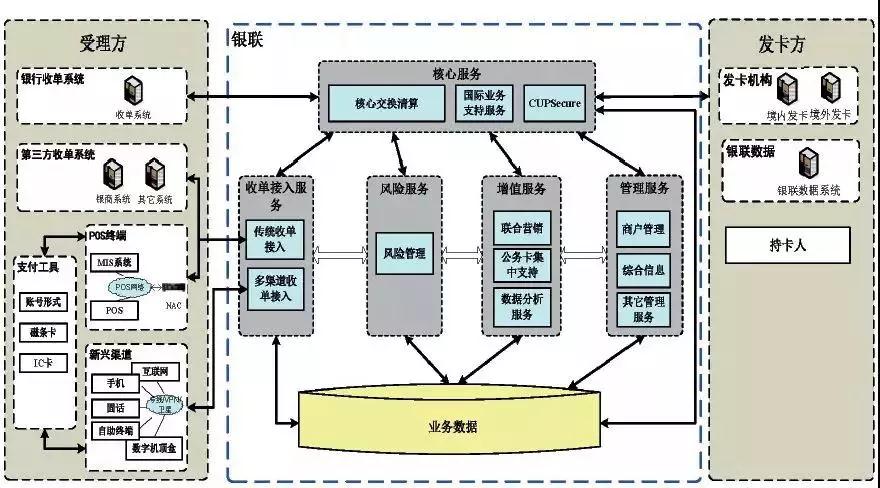 受理方
银行收单系统
收单系统
第三方收单系统
银商系统
其它系统
POS终端
MIS系统
POS网络
NAC
POS
支付工具
账号形式
磁条卡
IC卡
新兴渠道
互联网
手机
专线/VPN/
卫星
固话
自助终端
数字机顶盒
银联
核心服务
核心交换清算
国际业务
支持服务
CUPSecure
收单接入服
务
传统收单
接入
多渠道收
单接入
风险服务
风险管理
增值服务
联合营销
公务卡集
中支持
数据分析
服务
管理服务
商户管理
综合信息
其它管理
服务
业务数据
发卡方
发卡机构
境内发卡
境外发卡
银联数据
银联数据系统
持卡人